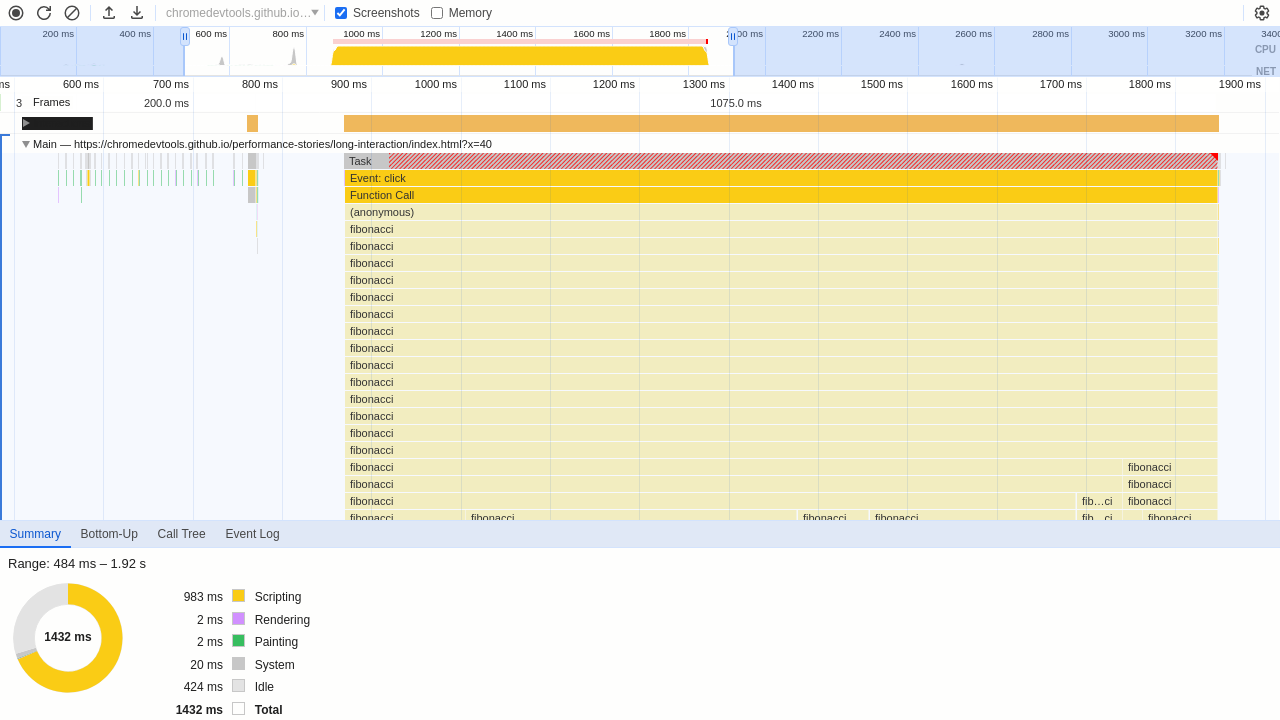 chromedevtools.github.io… Screenshots Memory
200 ms 400 ms 600 ms 800 ms 1000 ms 1200 ms 1400 ms 1600 ms 1800 ms 2200 ms 2400 ms 2600 ms 2800 ms 3000 ms 3200 ms
CPU
NET
ms 600 ms 700 ms 800 ms 900 ms 1000 ms 1100 ms 1200 ms 1300 ms 1400 ms 1500 ms 1600 ms 1700 ms 1800 ms 1900 ms
3 Frames 200.0 ms 1075.0 ms
Main — https://chromedevtools.github.io/performance-stories/long-interaction/index.html?x=40
Task
Event: click
Function Call
(anonymous)
fibonacci
fibonacci
fibonacci
fibonacci
fibonacci
fibonacci
fibonacci
fibonacci
fibonacci
fibonacci
fibonacci
fibonacci
fibonacci
fibonacci
fibonacci fibonacci
fibonacci fibonacci
fibonacci fib…ci fibonacci
fibonacci fibonacci fibonacci fibonacci fib…ci fibonacci
Summary Bottom-Up Call Tree Event Log
Range: 484 ms – 1.92 s
1432 ms
983 ms Scripting
2 ms Rendering
2 ms Painting
20 ms System
424 ms Idle
1432 ms Total